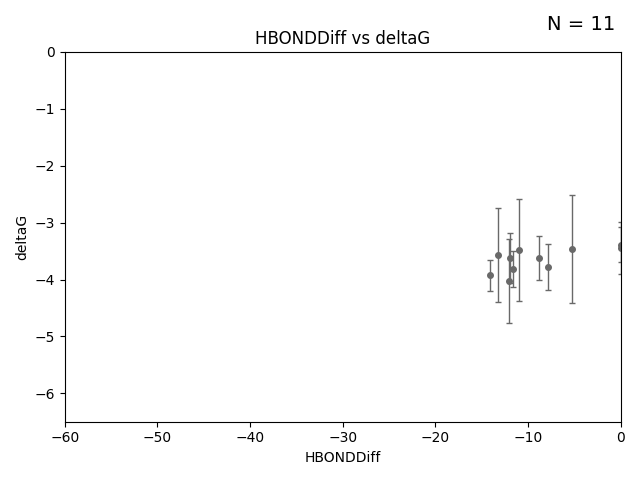 N = 11
HBONDDiff vs deltaG
0
−1
−2
−3
−4
−5
−6
deltaG
−60 −50 −40 −30 −20 −10 0
HBONDDiff